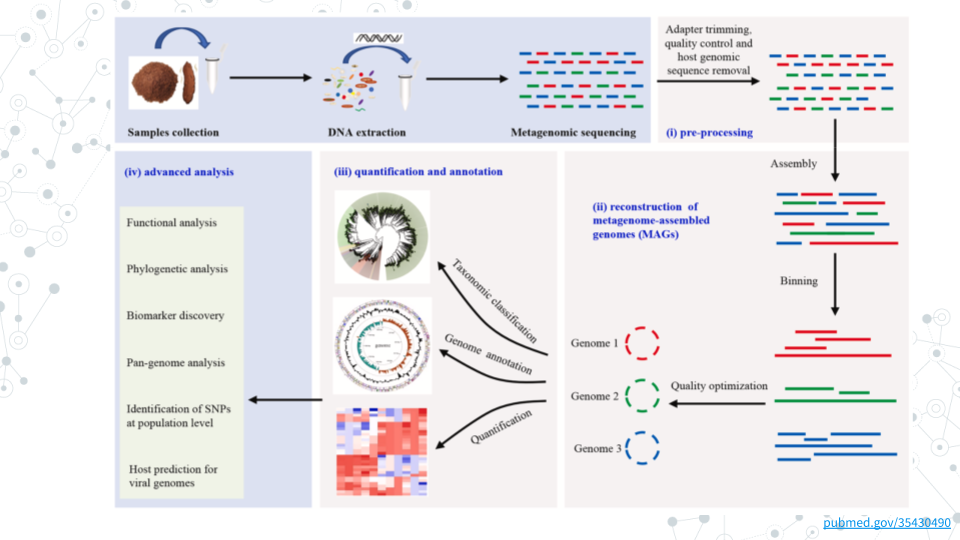 Adapter trimming,
quality control and
host genomic
sequence removal
Samples collection
DNA extraction
Metagenomic sequencing
(i) pre-processing
Assembly
(iv) advanced analysis
Functional analysis
Phylogenetic analysis
Biomarker discovery
Pan-genome analysis
Identification of SNPs
at population level
Host prediction for
viral genomes
(iii) quantification and annotation
Taxonomic classification
Genome annotation
Quantification
genome
(ii) reconstruction of
metagenome-assembled
genomes (MAGs)
Binning
Genome 1
Genome 2
Genome 3
Quality optimization
pubmed.gov/35430490